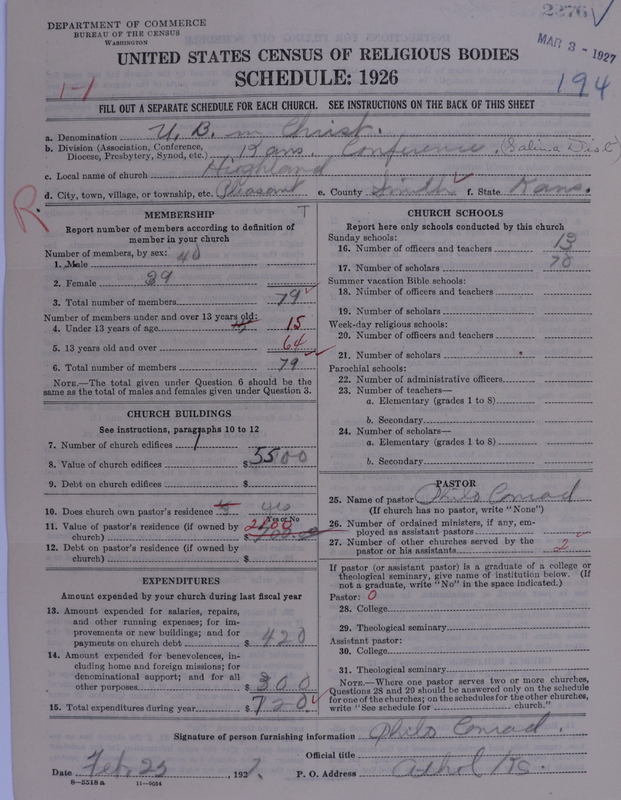 DEPARTMENT OF COMMERCE
BUREAU OF THE CENSUS
WASHINGTON
2376
MAR 3 - 1927
UNITED STATES CENSUS OF RELIGIOUS BODIES
SCHEDULE: 1926
1-1
194
FILL OUT A SEPARATE SCHEDULE FOR EACH CHURCH. SEE INSTRUCTIONS ON THE BACK OF THIS SHEET
a. Denomination U. B. in Christ.
b. Division (Association, Conference, Diocese, Presbytery, Synod, etc.) Kans. Conference. (Salina Dist)
c. Local name of church Highland
d. City, town, village, or township, etc. Pleasant e. County Smith f. State Kans.
R.
MEMBERSHIP T
Report number of members according to definition of
member in your church
Number of members, by sex:
1. Male 40
2. Female 39
3. Total number of members 79
Number of members under and over 13 years old:
4. Under 13 years of age 15
5. 13 years old and over 64
6. Total number of members 79
NOTE.—The total given under Question 6 should be the
same as the total of males and females given under Question 3.
CHURCH BUILDINGS
See instructions, paragraphs 10 to 12
7. Number of church edifices 1
8. Value of church edifices $ 5500
9. Debt on church edifices $
10. Does church own pastor's residence yes
Yes or No
11. Value of pastor's residence (if owned by
church) $ 2100
12. Debt on pastor's residence (if owned by
church) $
EXPENDITURES
Amount expended by your church during last fiscal year
13. Amount expended for salaries, repairs,
and other running expenses; for im-
provements or new buildings; and for
payments on church debt $ 420
14. Amount expended for benevolences, in-
cluding home and foreign missions; for
denominational support; and for all
other purposes $ 300
15. Total expenditures during year $ 720
CHURCH SCHOOLS
Report here only schools conducted by this church
Sunday schools:
16. Number of officers and teachers 13
17. Number of scholars 70
Summer vacation Bible schools:
18. Number of officers and teachers
19. Number of scholars
Week-day religious schools:
20. Number of officers and teachers
21. Number of scholars
Parochial schools:
22. Number of administrative officers
23. Number of teachers—
a. Elementary (grades 1 to 8)
b. Secondary
24. Number of scholars—
a. Elementary (grades 1 to 8)
b. Secondary
PASTOR
25. Name of pastor Philo Conrad
(If church has no pastor, write "None")
26. Number of ordained ministers, if any, em-
ployed as assistant pastors
27. Number of other churches served by the
pastor or his assistants 2
If pastor (or assistant pastor) is a graduate of a college or
theological seminary, give name of institution below. (If
not a graduate, write "No" in the space indicated.)
Pastor: 0
28. College
29. Theological seminary
Assistant pastor:
30. College
31. Theological seminary
NOTE.—Where one pastor serves two or more churches,
Questions 28 and 29 should be answered only on the schedule
for one of the churches; on the schedules for the other churches,
write "See schedule for church."
Signature of person furnishing information Philo Conrad.
Official title
Date Feb. 23, 1927. P. O. Address Athol Ks.
8—5518a 11—9654